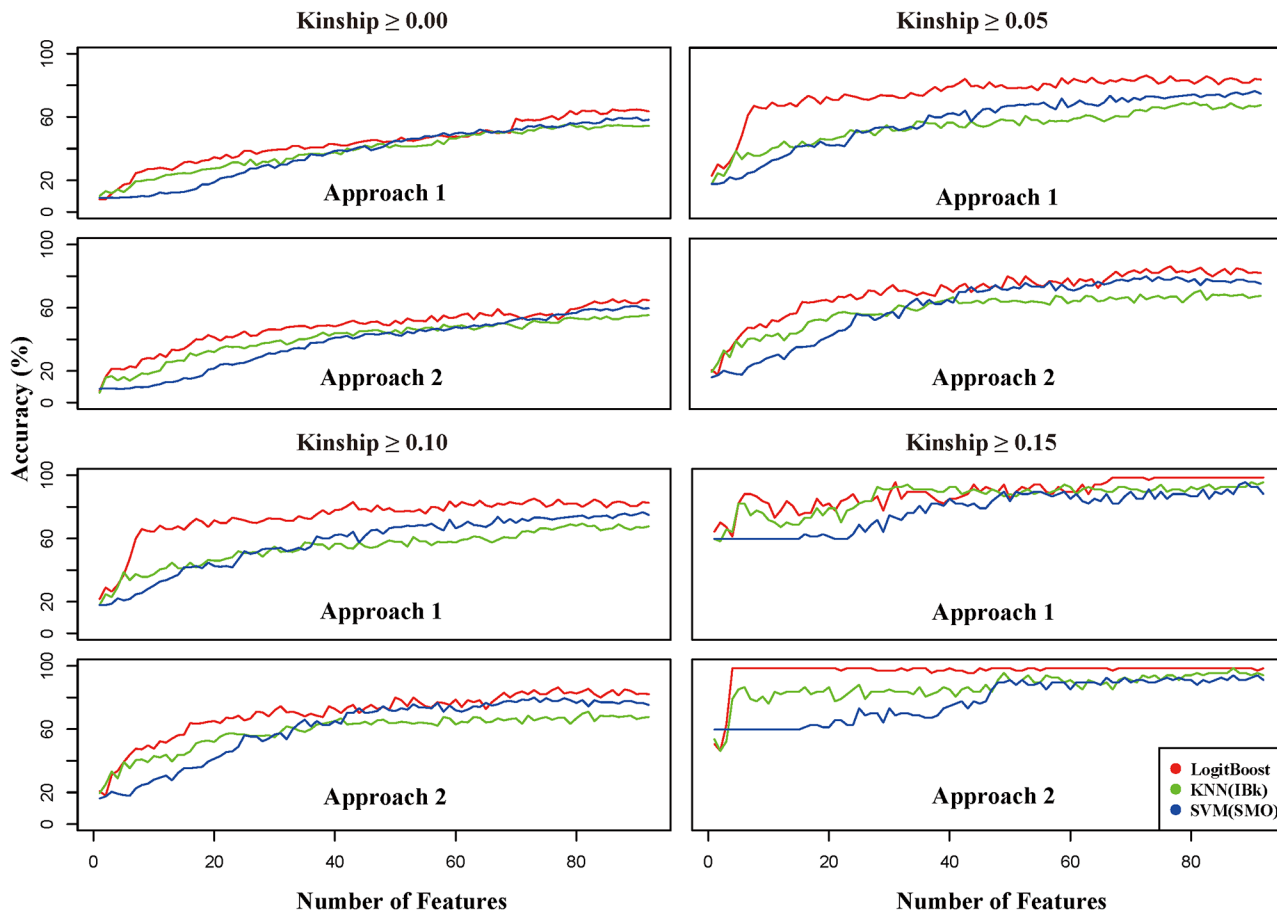 Kinship ≥ 0.00
Kinship ≥ 0.05
Accuracy (%)
100
60
20
0
Approach 1
Approach 1
100
60
20
0
Approach 2
Approach 2
Kinship ≥ 0.10
Kinship ≥ 0.15
100
60
20
0
Approach 1
Approach 1
100
60
20
0
Approach 2
Approach 2
LogitBoost
KNN(IBk)
SVM(SMO)
0 20 40 60 80
0 20 40 60 80
Number of Features
Number of Features